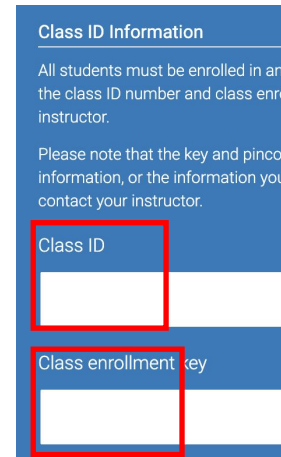 Class ID Information
All students must be enrolled in an
the class ID number and class enr
instructor.
Please note that the key and pinco
information, or the information you
contact your instructor.
Class ID
Class enrollment key